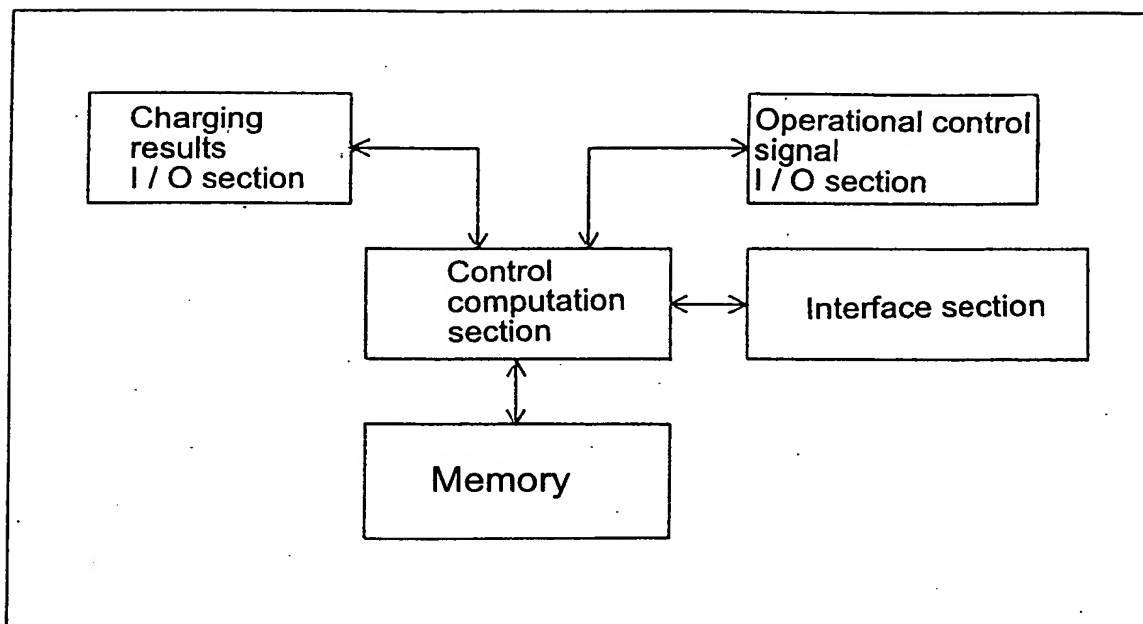 Charging
results
I / O section
Operational control
signal
I / O section
Control
computation
section
Interface section
Memory